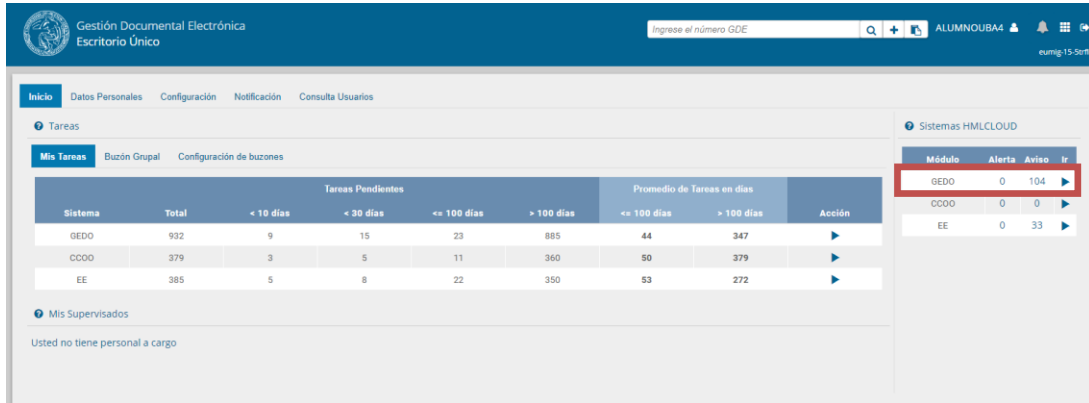 Gestión Documental Electrónica
Escritorio Único
Ingrese el número GDE
ALUMNOUBA4
Inicio Datos Personales Configuración Notificación Consulta Usuarios
Tareas
Mis Tareas Buzón Grupal Configuración de buzones
Tareas Pendientes Promedio de Tareas en días
Sistema Total < 10 días < 30 días <= 100 días > 100 días <= 100 días > 100 días Acción
GEDO 932 9 15 23 885 44 347
CCOO 379 3 5 11 360 50 379
EE 385 5 8 22 350 53 272
Mis Supervisados
Usted no tiene personal a cargo
Sistemas HMLCLOUD
Módulo Alerta Aviso Ir
GEDO 0 104
CCOO 0 0
EE 0 33